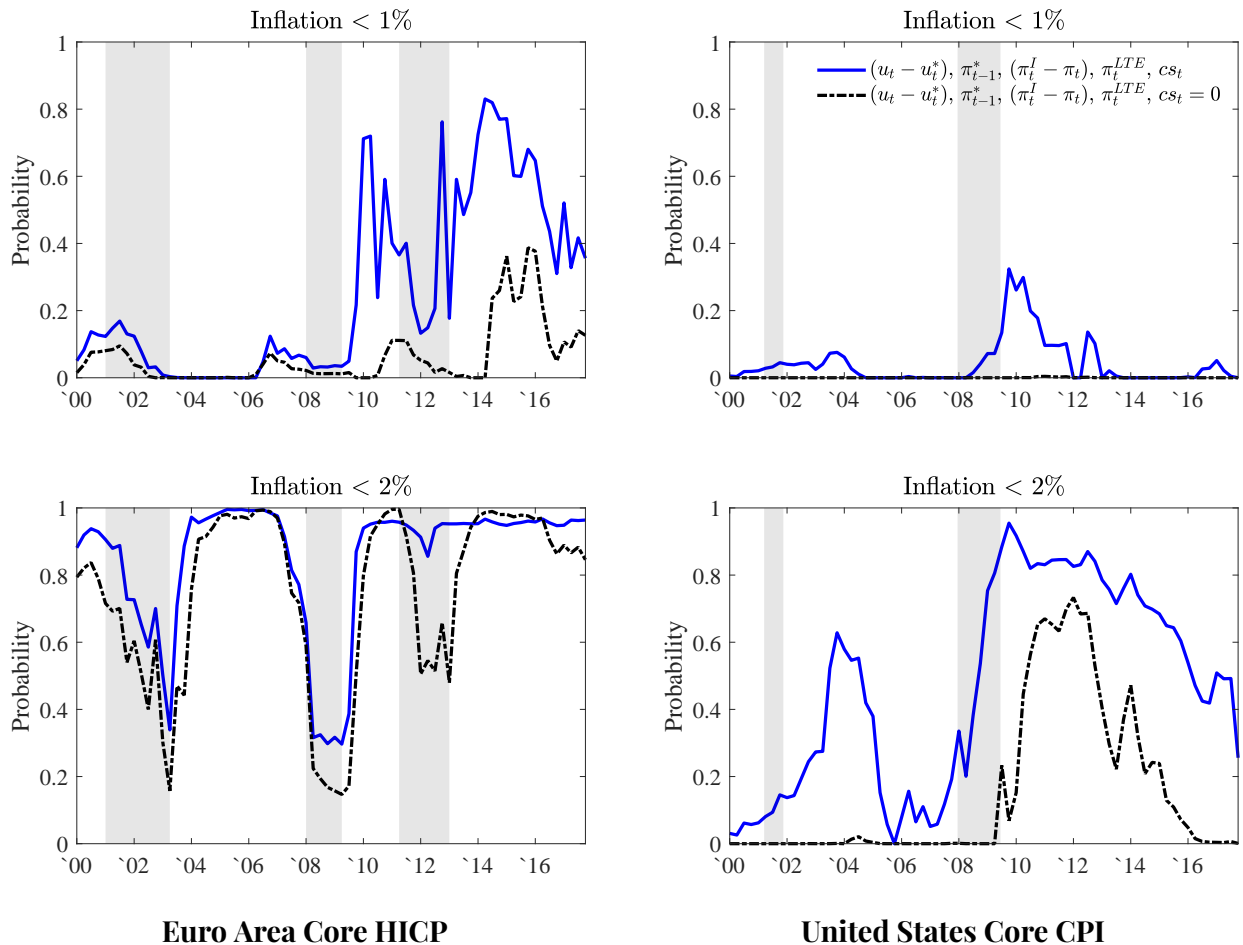 Inflation < 1%
Probability
1
0.8
0.6
0.4
0.2
0
`00 `02 `04 `06 `08 `10 `12 `14 `16
Inflation < 1%
Probability
1
0.8
0.6
0.4
0.2
0
(u_t − u_t^*), π_{t−1}^*, (π_t^I − π_t), π_t^{LTE}, cs_t
(u_t − u_t^*), π_{t−1}^*, (π_t^I − π_t), π_t^{LTE}, cs_t = 0
`00 `02 `04 `06 `08 `10 `12 `14 `16
Inflation < 2%
Probability
1
0.8
0.6
0.4
0.2
0
`00 `02 `04 `06 `08 `10 `12 `14 `16
Inflation < 2%
Probability
1
0.8
0.6
0.4
0.2
0
`00 `02 `04 `06 `08 `10 `12 `14 `16
Euro Area Core HICP
United States Core CPI